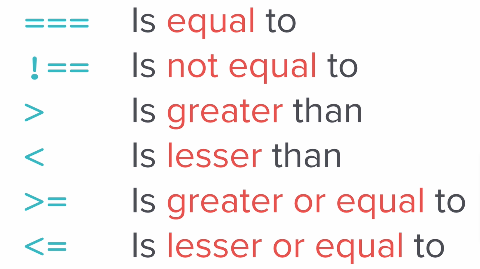 === Is equal to
!== Is not equal to
> Is greater than
< Is lesser than
>= Is greater or equal to
<= Is lesser or equal to